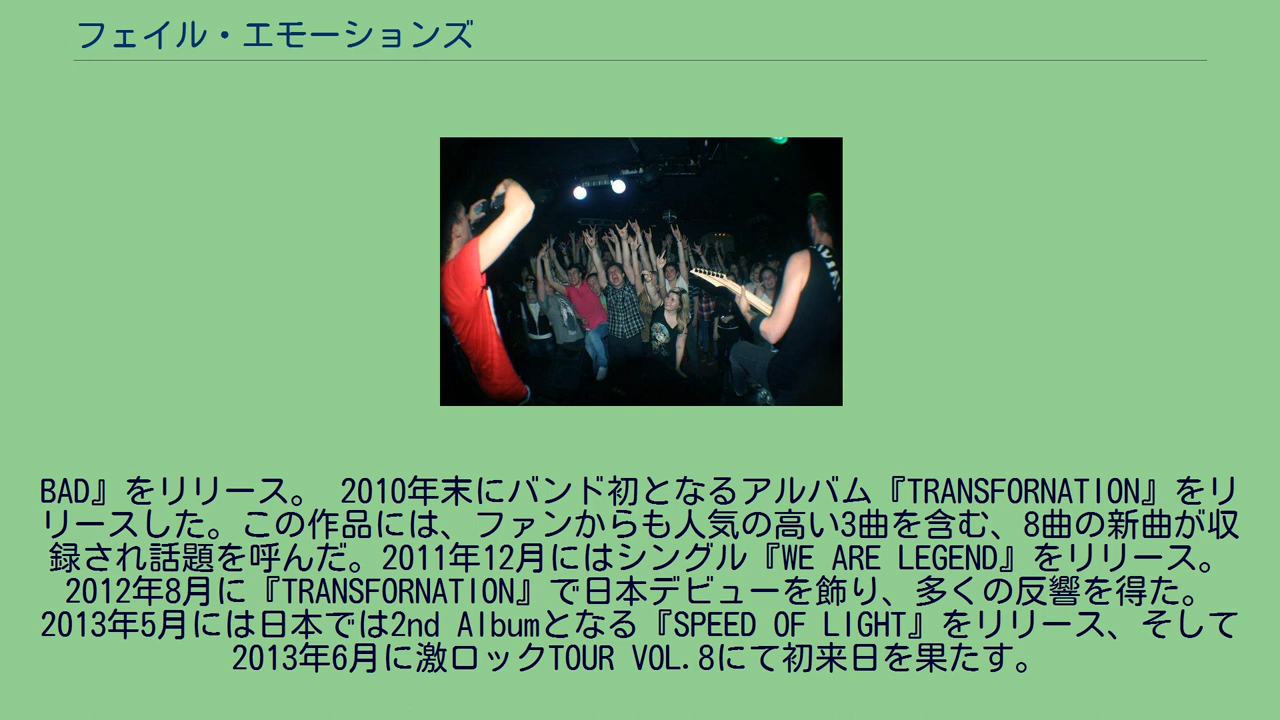 フェイル・エモーションズ
BAD』をリリース。 2010年末にバンド初となるアルバム『TRANSFORNATION』をリ
リースした。この作品には、ファンからも人気の高い3曲を含む、8曲の新曲が収
録され話題を呼んだ。2011年12月にはシングル『WE ARE LEGEND』をリリース。
2012年8月に『TRANSFORNATION』で日本デビューを飾り、多くの反響を得た。
2013年5月には日本では2nd Albumとなる『SPEED OF LIGHT』をリリース、そして
2013年6月に激ロックTOUR VOL.8にて初来日を果たす。